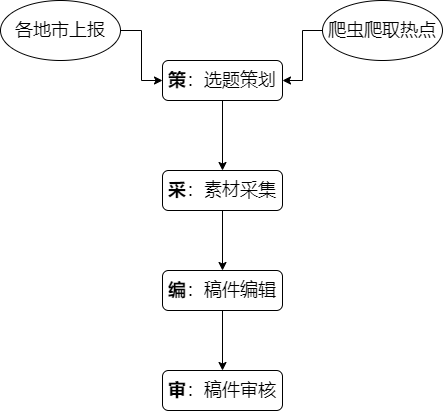 各地市上报
爬虫爬取热点
策：选题策划
采：素材采集
编：稿件编辑
审：稿件审核